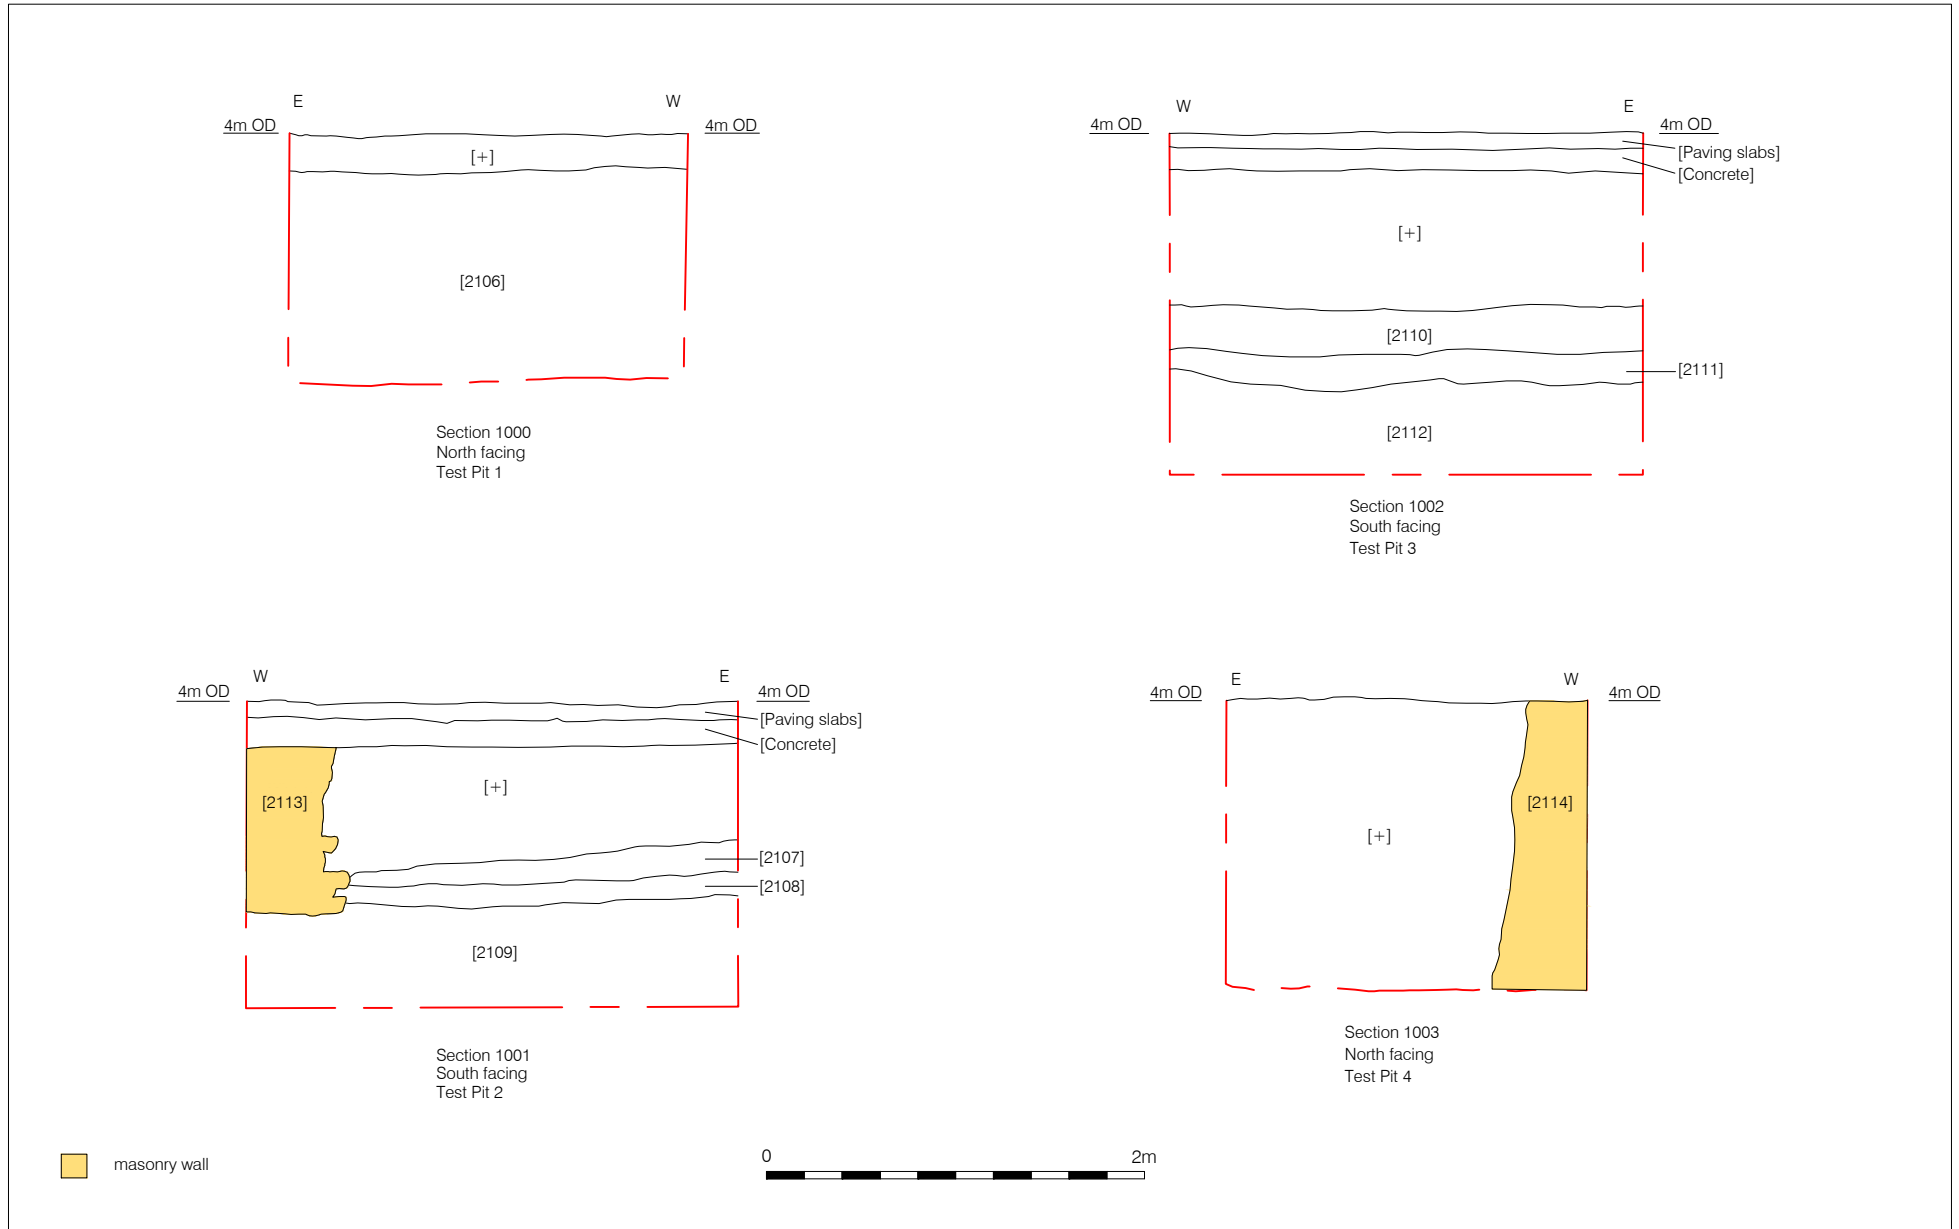 E W
4m OD 4m OD
[+]
[2106]
Section 1000
North facing
Test Pit 1
W E
4m OD 4m OD
[Paving slabs]
[Concrete]
[+]
[2110]
[2111]
[2112]
Section 1002
South facing
Test Pit 3
W E
4m OD 4m OD
[Paving slabs]
[Concrete]
[+]
[2113]
[2107]
[2108]
[2109]
Section 1001
South facing
Test Pit 2
E W
4m OD 4m OD
[2114]
[+]
Section 1003
North facing
Test Pit 4
masonry wall
0 2m